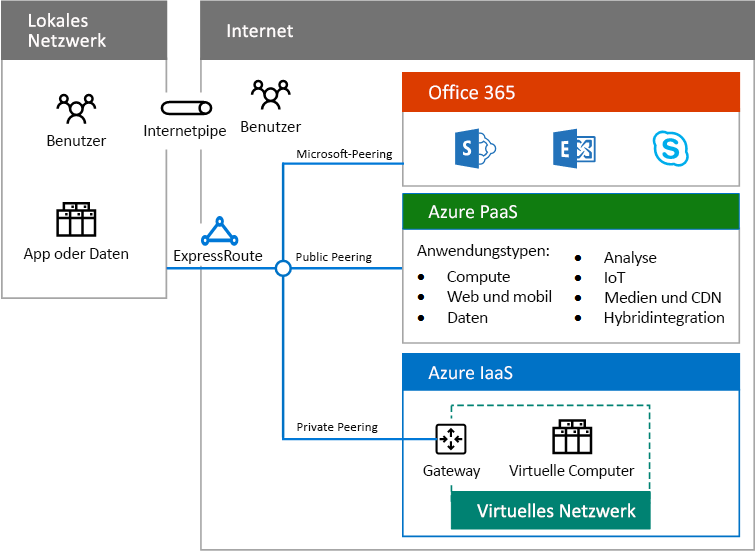 Lokales
Netzwerk
Internet
Benutzer
Internetpipe
Benutzer
App oder Daten
ExpressRoute
Microsoft-Peering
Public Peering
Private Peering
Office 365
S
E
S
Azure PaaS
Anwendungstypen:
• Compute
• Web und mobil
• Daten
• Analyse
• IoT
• Medien und CDN
• Hybridintegration
Azure IaaS
Gateway
Virtuelle Computer
Virtuelles Netzwerk